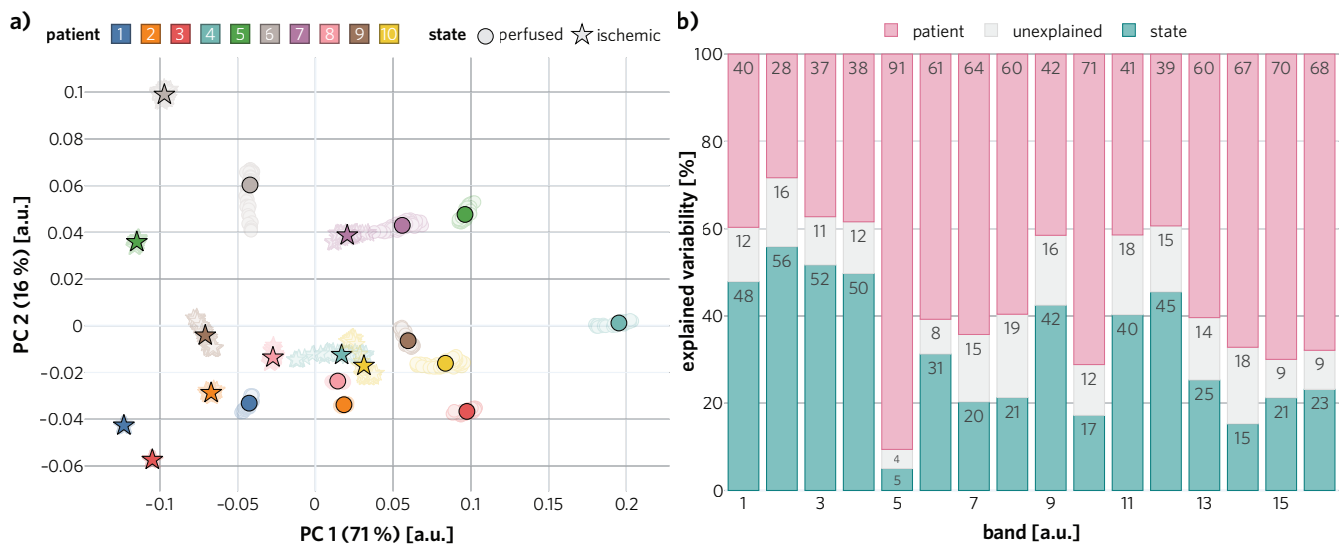 a)
patient 1 2 3 4 5 6 7 8 9 10 state perfused ischemic
0.1
0.08
0.06
0.04
0.02
0
-0.02
-0.04
-0.06
PC 2 (16 %) [a.u.]
-0.1 -0.05 0 0.05 0.1 0.15 0.2
PC 1 (71 %) [a.u.]
b)
patient unexplained state
100
80
60
40
20
0
explained variability [%]
40 28 37 38 91 61 64 60 42 71 41 39 60 67 70 68
12 16 11 12 4 8 15 19 16 12 18 15 14 18 9 9
48 56 52 50 5 31 20 21 42 17 40 45 25 15 21 23
1 3 5 7 9 11 13 15
band [a.u.]